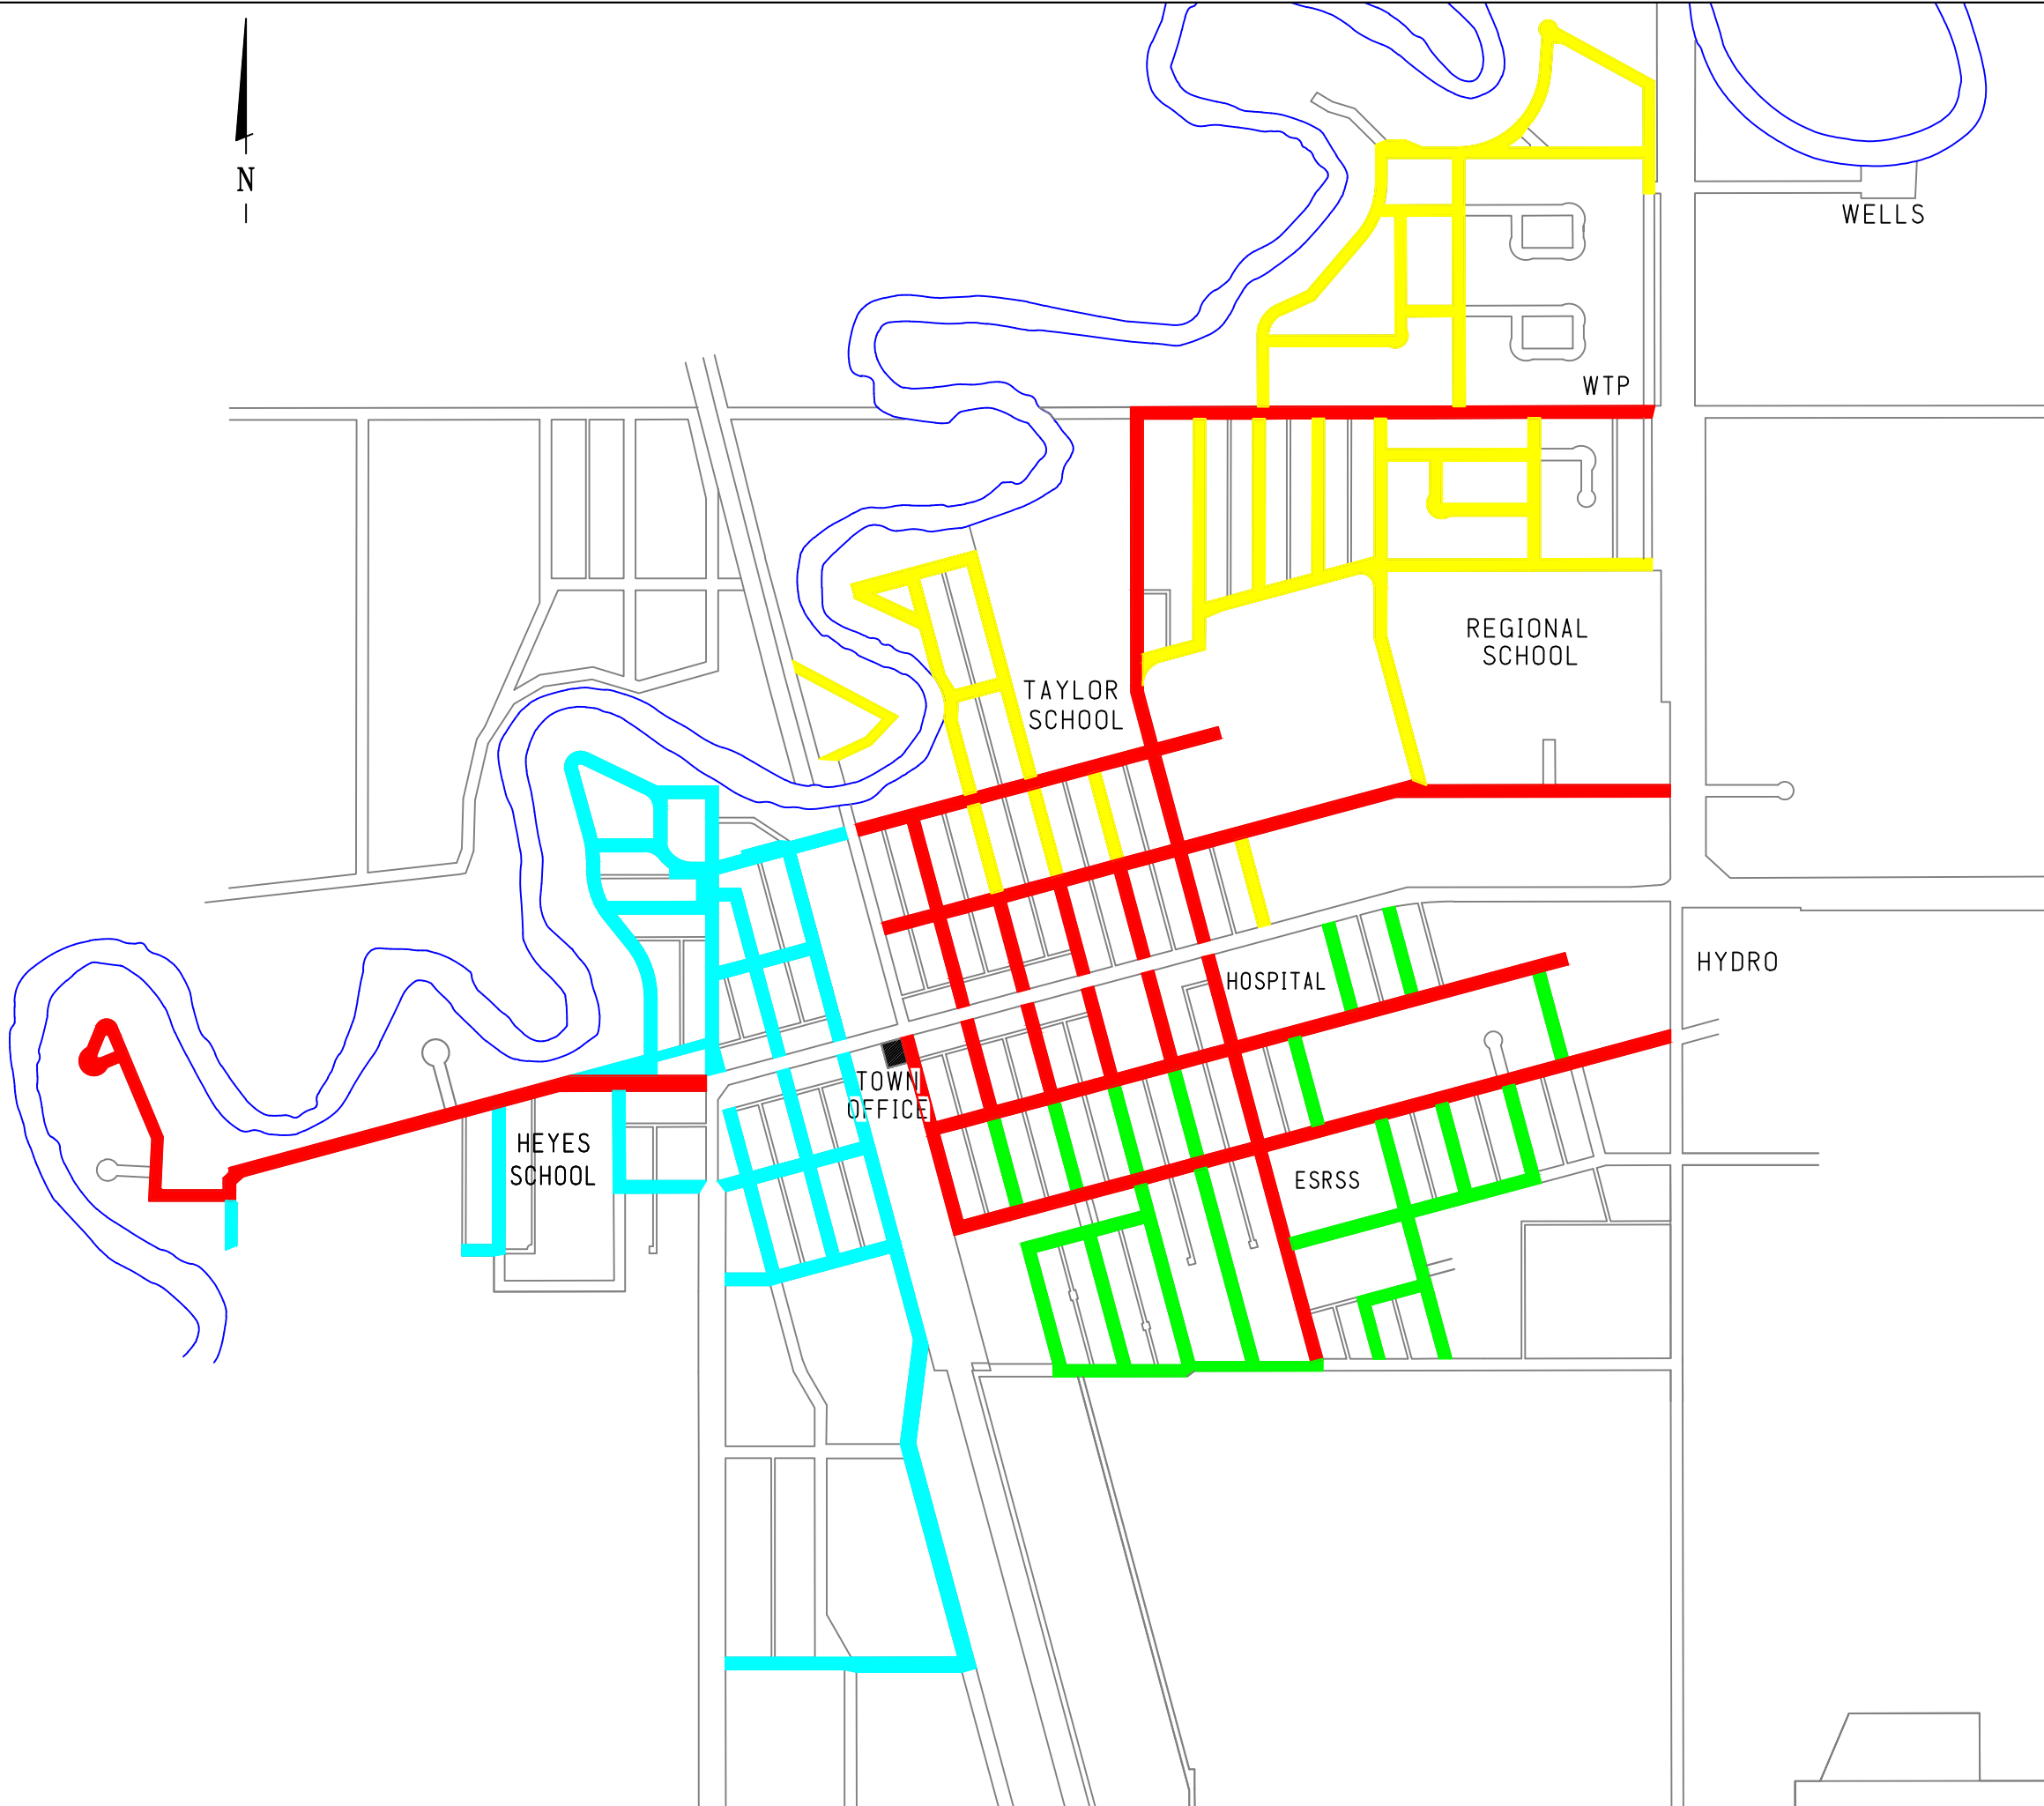 N
WELLS
WTP
REGIONAL
SCHOOL
TAYLOR
SCHOOL
HYDRO
HOSPITAL
TOWN
OFFICE
HEYES
SCHOOL
ESRSS